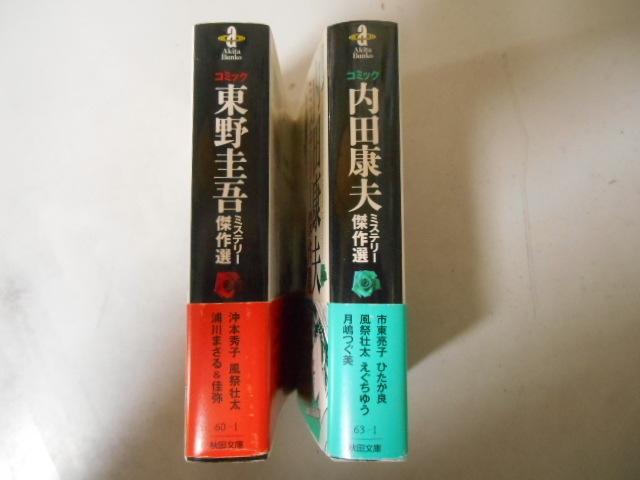 a
Akita
Bunko
コミック
東野圭吾
ミステリー
傑作選
沖本秀子 風祭壮太
浦川まさる&佳弥
60-1
秋田文庫
a
Akita
Bunko
コミック
内田康夫
ミステリー
傑作選
市東亮子 ひたか良
風祭壮太 えぐちゆう
月嶋つぐ美
63-1
秋田文庫